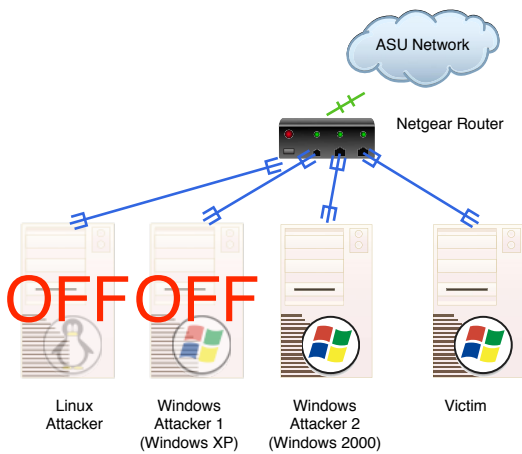 ASU Network
Netgear Router
OFF OFF
Linux
Attacker
Windows
Attacker 1
(Windows XP)
Windows
Attacker 2
(Windows 2000)
Victim